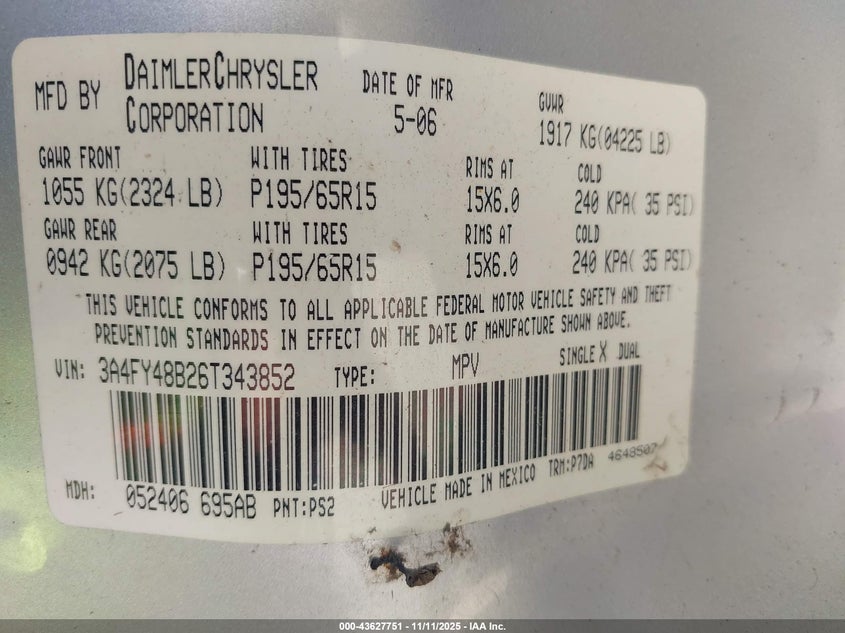 MFD BY DAIMLERCHRYSLER CORPORATION
DATE OF MFR 5-06
GVWR 1917 KG(04225 LB)
GAWR FRONT WITH TIRES RIMS AT COLD
1055 KG(2324 LB) P195/65R15 15X6.0 240 KPA( 35 PSI)
GAWR REAR WITH TIRES RIMS AT COLD
0942 KG(2075 LB) P195/65R15 15X6.0 240 KPA( 35 PSI)
THIS VEHICLE CONFORMS TO ALL APPLICABLE FEDERAL MOTOR VEHICLE SAFETY AND THEFT
PREVENTION STANDARDS IN EFFECT ON THE DATE OF MANUFACTURE SHOWN ABOVE.
VIN: 3A4FY48B26T343852 TYPE: MPV SINGLE X DUAL
MDH: 052406 695AB PNT:PS2 VEHICLE MADE IN MEXICO TRM:P7DA 4648507
000-43627751 - 11/11/2025 - IAA Inc.